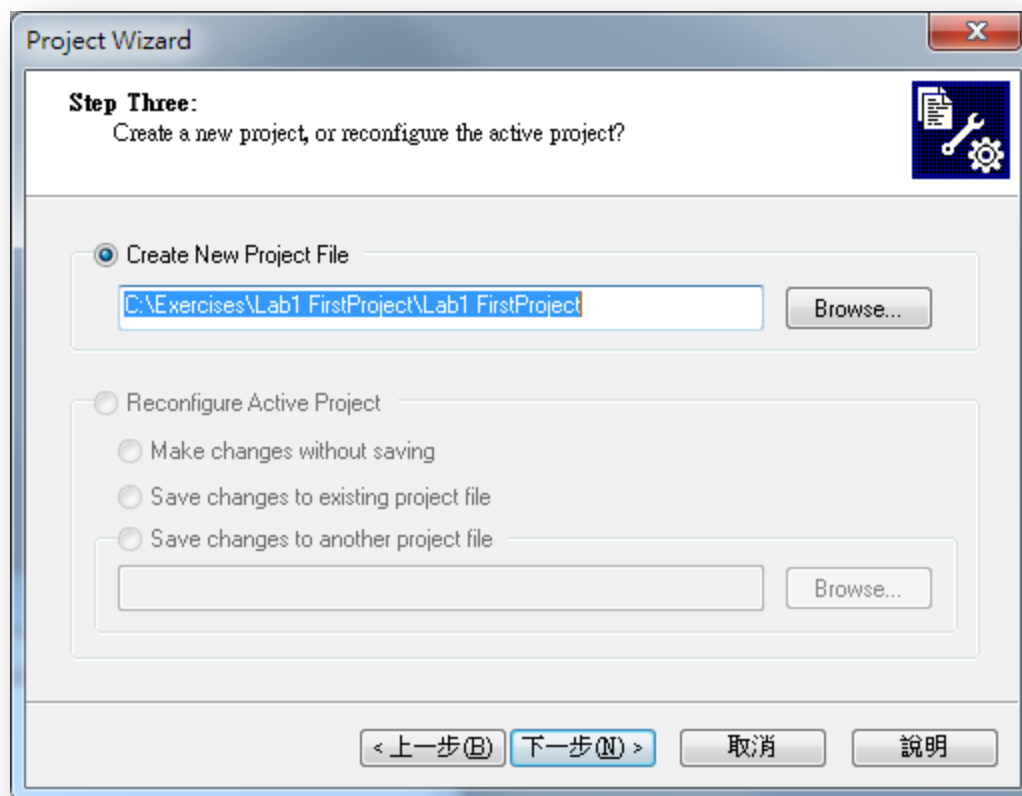 Project Wizard
Step Three:
Create a new project, or reconfigure the active project?
Create New Project File
C:\Exercises\Lab1 FirstProject\Lab1 FirstProject
Browse...
Reconfigure Active Project
Make changes without saving
Save changes to existing project file
Save changes to another project file
Browse...
< 上一步(B) 下一步(N) > 取消 說明